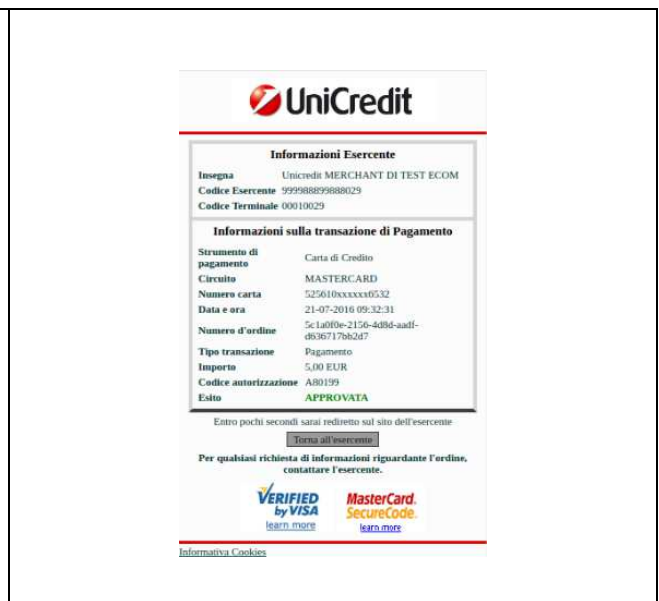 UniCredit
Informazioni Esercente
Insegna Unicredit MERCHANT DI TEST ECOM
Codice Esercente 999988899888029
Codice Terminale 00010029
Informazioni sulla transazione di Pagamento
Strumento di
pagamento Carta di Credito
Circuito MASTERCARD
Numero carta 525610xxxxxx6532
Data e ora 21-07-2016 09:32:31
Numero d'ordine 5c1a0f0e-2156-4d8d-aadf-
d636717bb2d7
Tipo transazione Pagamento
Importo 5,00 EUR
Codice autorizzazione A80199
Esito APPROVATA
Entro pochi secondi sarai rediretto sul sito dell'esercente
Torna all'esercente
Per qualsiasi richiesta di informazioni riguardante l'ordine,
contattare l'esercente.
VERIFIED
by VISA
learn more
MasterCard.
SecureCode.
learn more
Informativa Cookies